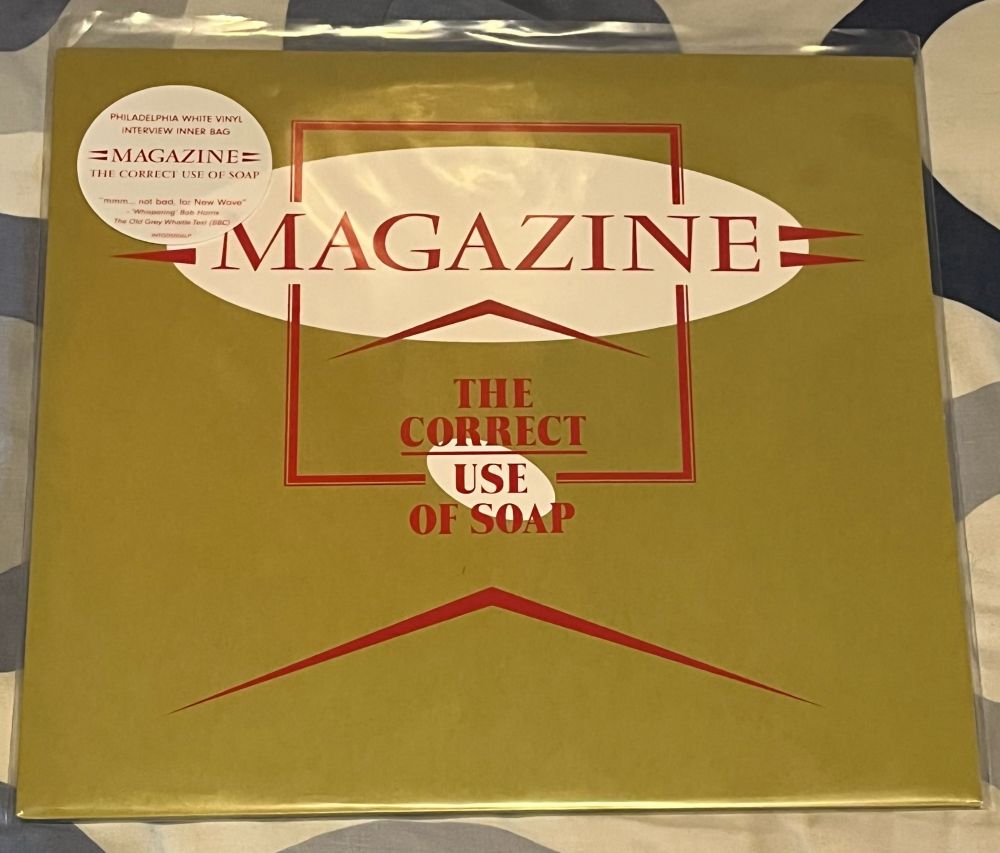 PHILADELPHIA WHITE VINYL
INTERVIEW INNER BAG
MAGAZINE
THE CORRECT USE OF SOAP
"mmm... not bad, for New Wave"
- 'Whispering' Bob Harris
The Old Grey Whistle Test (BBC)
MAGAZINE
THE
CORRECT
USE
OF SOAP